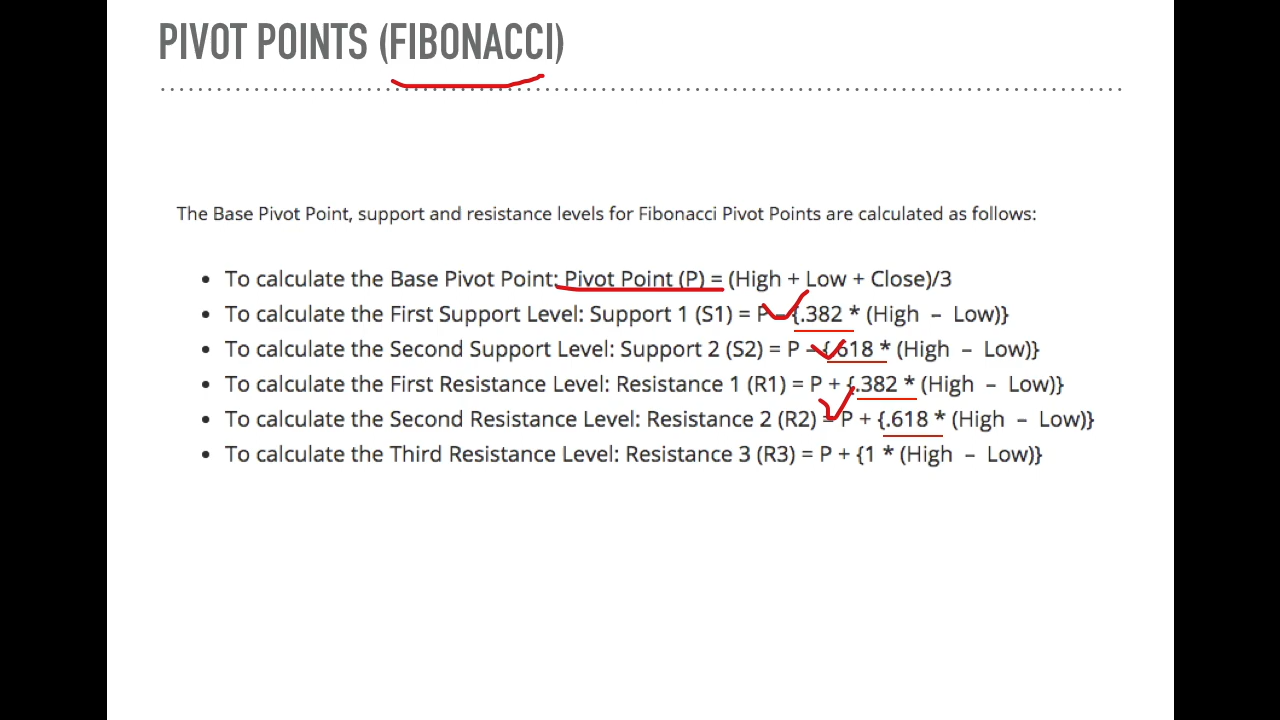 PIVOT POINTS (FIBONACCI)
The Base Pivot Point, support and resistance levels for Fibonacci Pivot Points are calculated as follows:
• To calculate the Base Pivot Point: Pivot Point (P) = (High + Low + Close)/3
• To calculate the First Support Level: Support 1 (S1) = P – {.382 * (High – Low)}
• To calculate the Second Support Level: Support 2 (S2) = P – {.618 * (High – Low)}
• To calculate the First Resistance Level: Resistance 1 (R1) = P + {.382 * (High – Low)}
• To calculate the Second Resistance Level: Resistance 2 (R2) = P + {.618 * (High – Low)}
• To calculate the Third Resistance Level: Resistance 3 (R3) = P + {1 * (High – Low)}